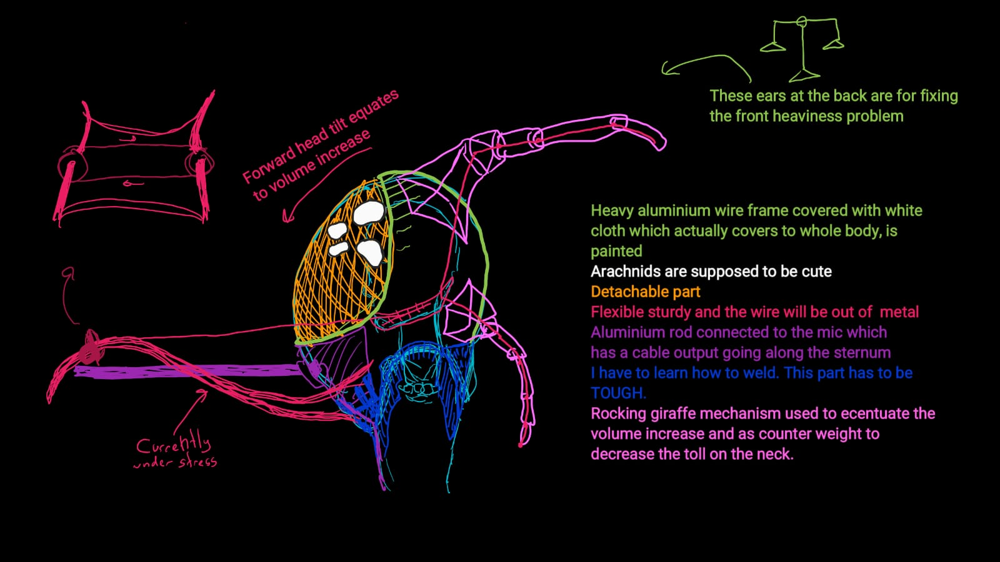 These ears at the back are for fixing
the front heaviness problem
Forward head tilt equates
to volume increase
Heavy aluminium wire frame covered with white
cloth which actually covers to whole body, is
painted
Arachnids are supposed to be cute
Detachable part
Flexible sturdy and the wire will be out of  metal
Aluminium rod connected to the mic which
has a cable output going along the sternum
I have to learn how to weld. This part has to be
TOUGH.
Rocking giraffe mechanism used to ecentuate the
volume increase and as counter weight to
decrease the toll on the neck.
Currently
under stress